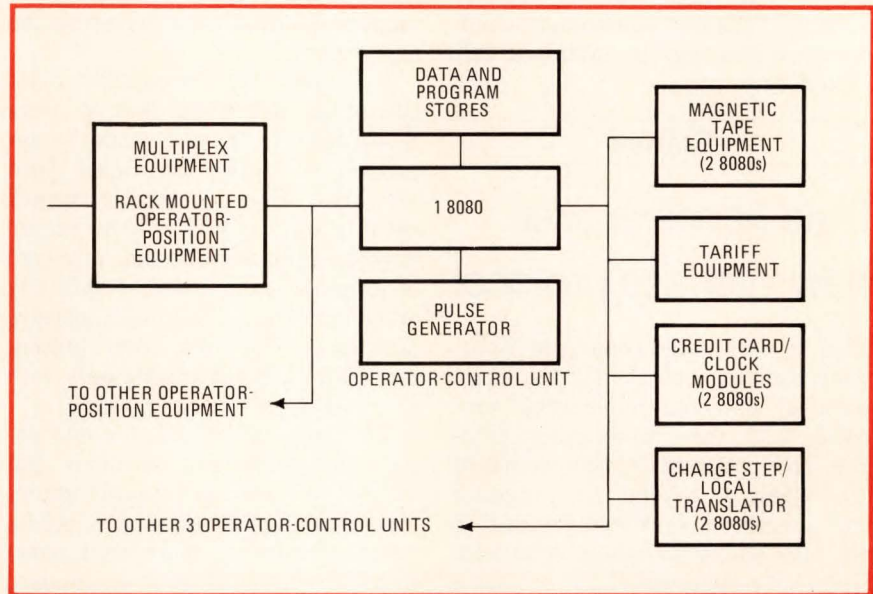 DATA AND
PROGRAM
STORES
MULTIPLEX
EQUIPMENT
RACK MOUNTED
OPERATOR-
POSITION
EQUIPMENT
1 8080
PULSE
GENERATOR
OPERATOR-CONTROL UNIT
MAGNETIC
TAPE
EQUIPMENT
(2 8080s)
TARIFF
EQUIPMENT
CREDIT CARD/
CLOCK
MODULES
(2 8080s)
CHARGE STEP/
LOCAL
TRANSLATOR
(2 8080s)
TO OTHER OPERATOR-
POSITION EQUIPMENT
TO OTHER 3 OPERATOR-CONTROL UNITS